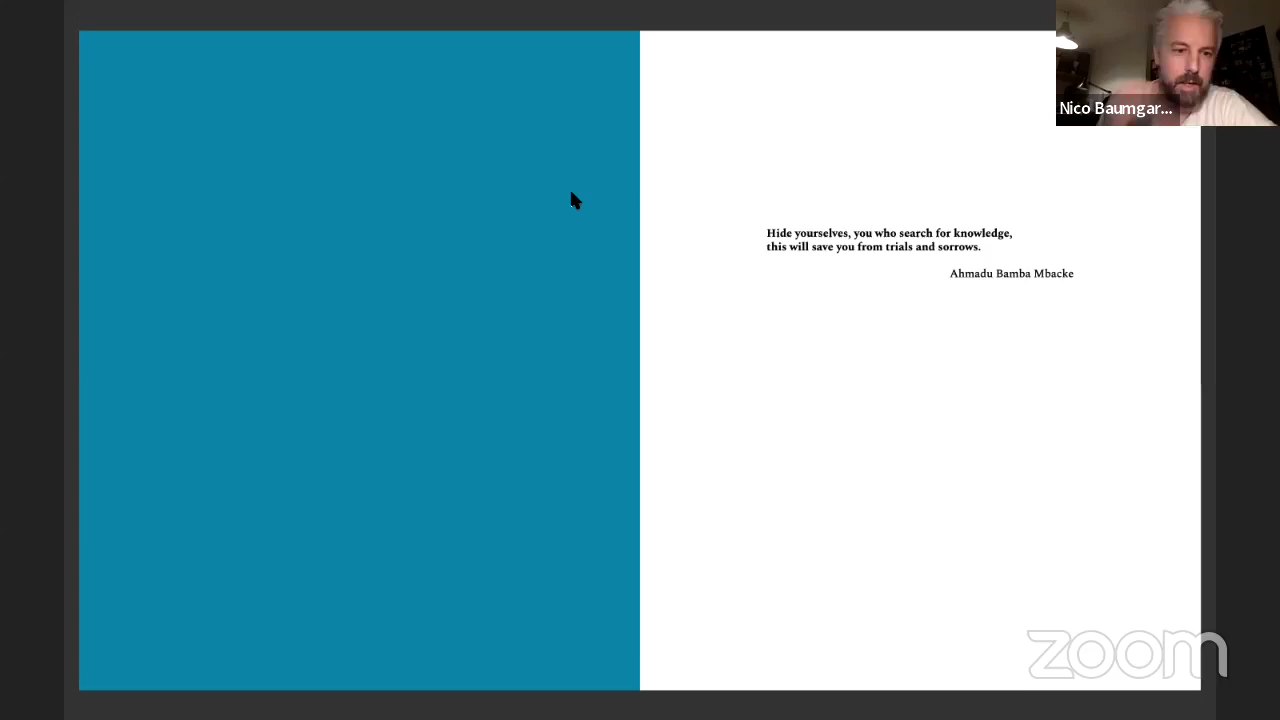 Nico Baumgar...
Hide yourselves, you who search for knowledge,
this will save you from trials and sorrows.
Ahmadu Bamba Mbacke
zoom